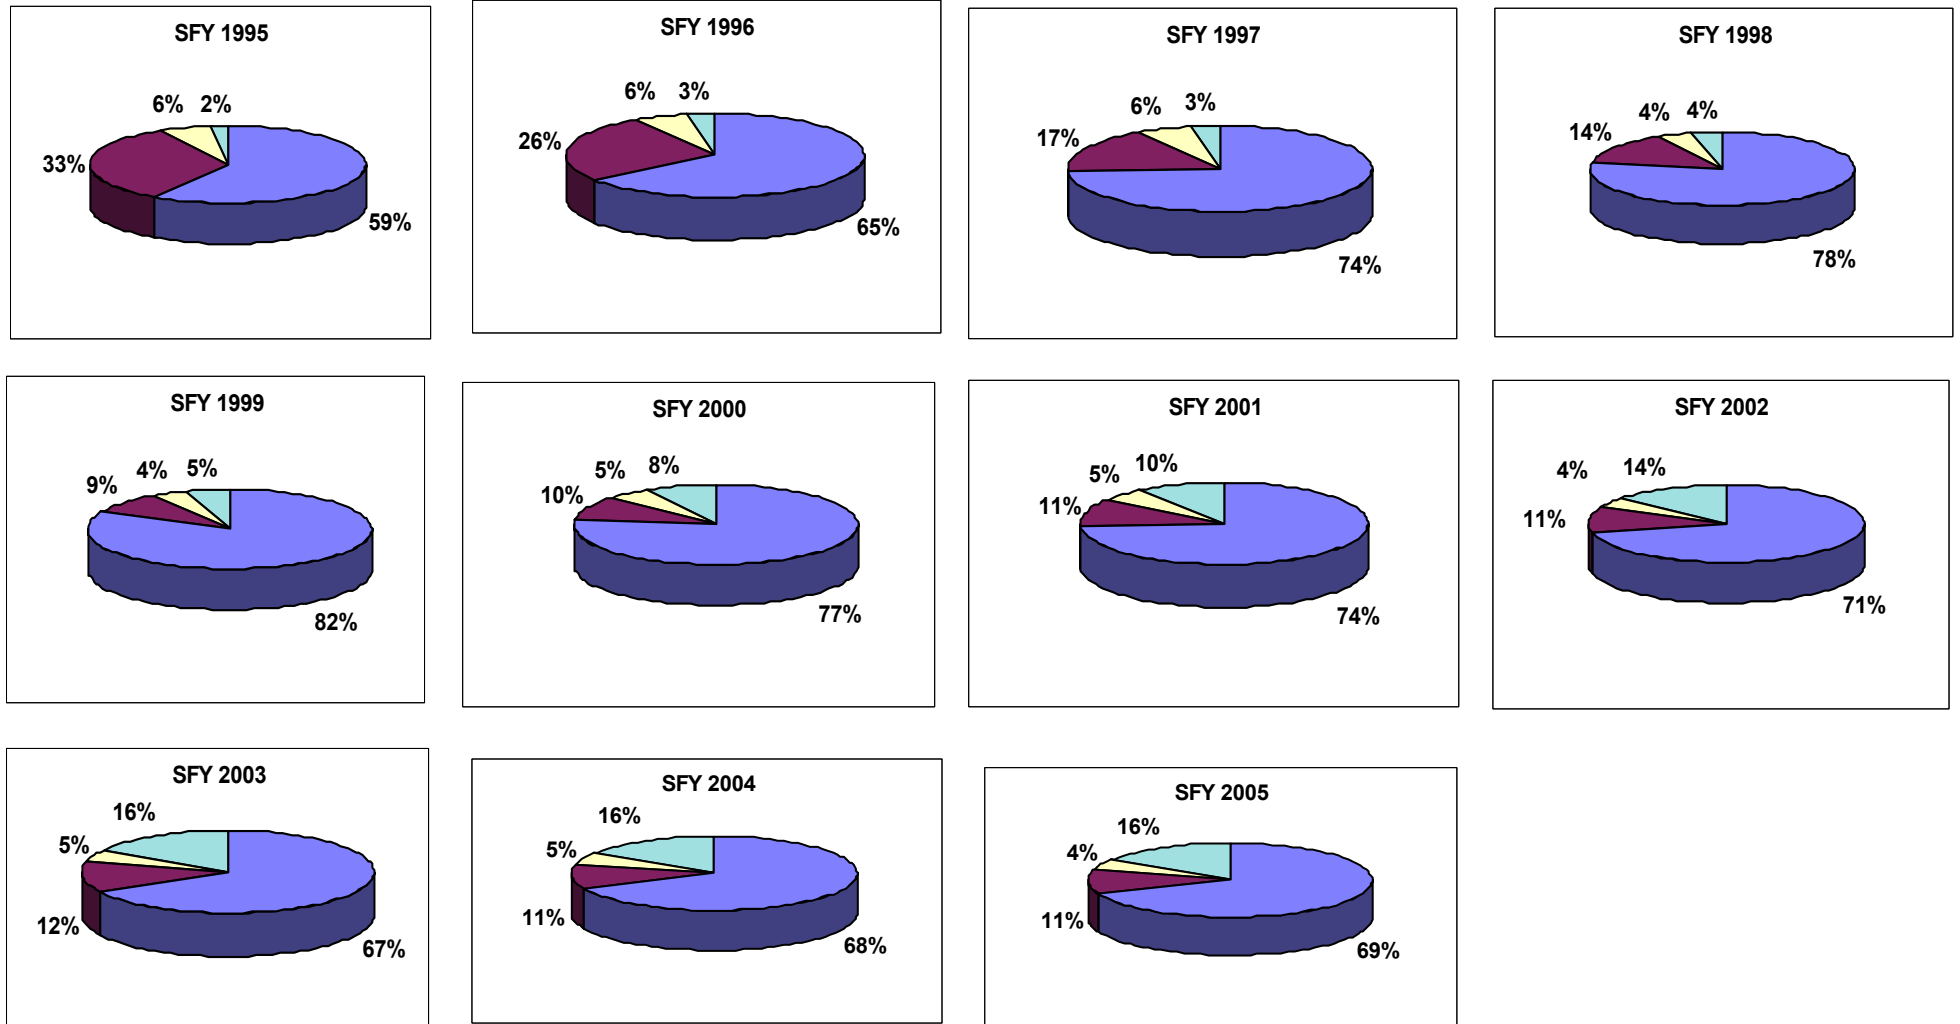 SFY 1995
6% 2%
33%
59%
SFY 1996
6% 3%
26%
65%
SFY 1997
6% 3%
17%
74%
SFY 1998
4% 4%
14%
78%
SFY 1999
9% 4% 5%
82%
SFY 2000
10% 5% 8%
77%
SFY 2001
11% 5% 10%
74%
SFY 2002
4% 14%
11%
71%
SFY 2003
16%
5%
12%
67%
SFY 2004
16%
5%
11%
68%
SFY 2005
16%
4%
11%
69%